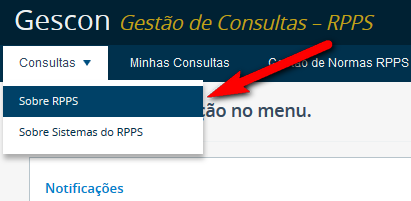 Gescon Gestão de Consultas – RPPS
Consultas Minhas Consultas Gestão de Normas RPPS
Sobre RPPS
ção no menu.
Sobre Sistemas do RPPS
Notificações